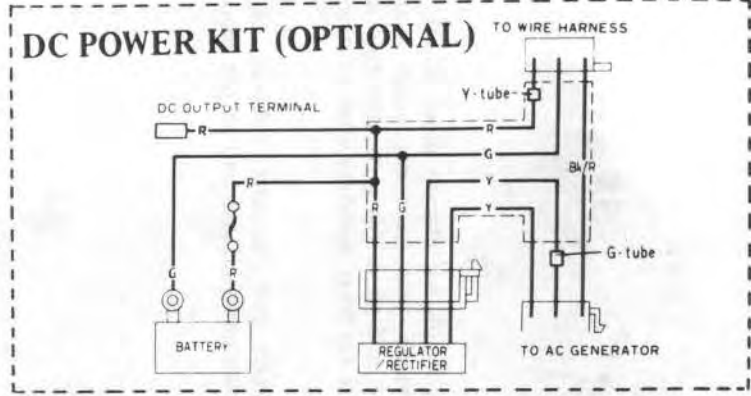 DC POWER KIT (OPTIONAL)
TO WIRE HARNESS
Y-tube
DC OUTPUT TERMINAL
R
R
G
Bk/R
R
Y
R
G
Y
G-tube
G
R
BATTERY
REGULATOR
/RECTIFIER
TO AC GENERATOR